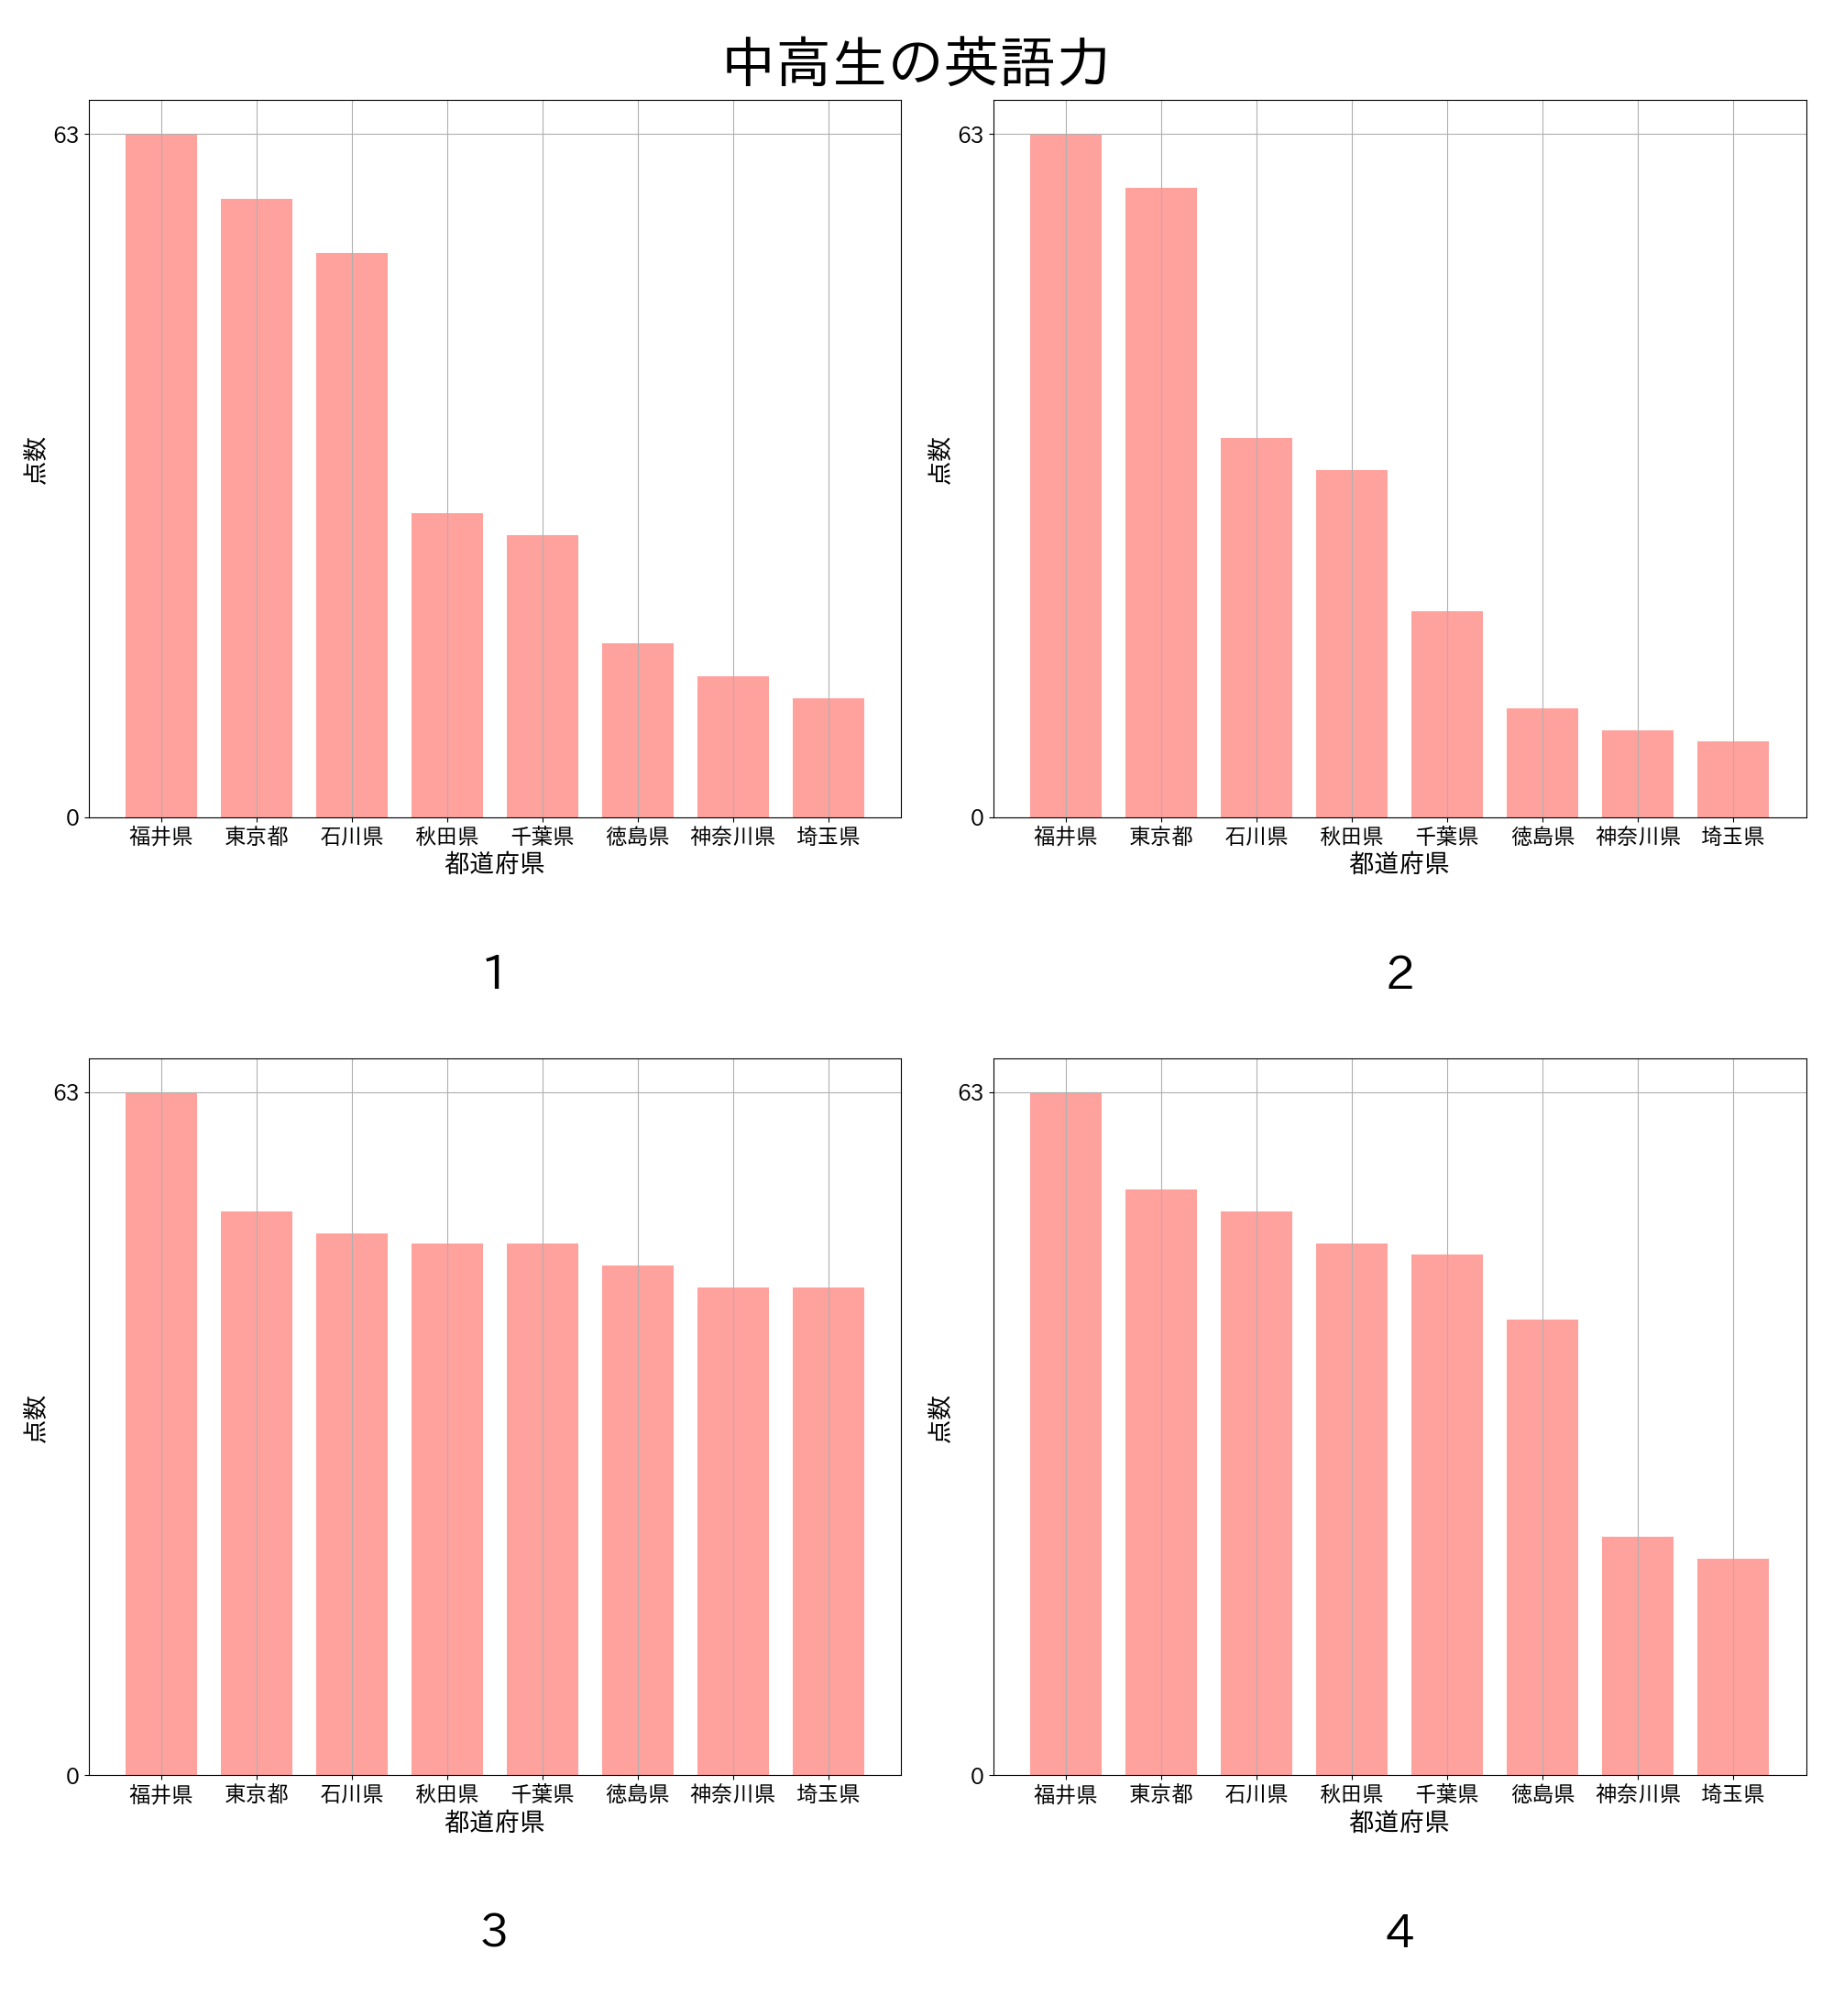 中高生の英語力
63
0
点数
福井県 東京都 石川県 秋田県 千葉県 徳島県 神奈川県 埼玉県
都道府県
1
63
0
点数
福井県 東京都 石川県 秋田県 千葉県 徳島県 神奈川県 埼玉県
都道府県
2
63
0
点数
福井県 東京都 石川県 秋田県 千葉県 徳島県 神奈川県 埼玉県
都道府県
3
63
0
点数
福井県 東京都 石川県 秋田県 千葉県 徳島県 神奈川県 埼玉県
都道府県
4